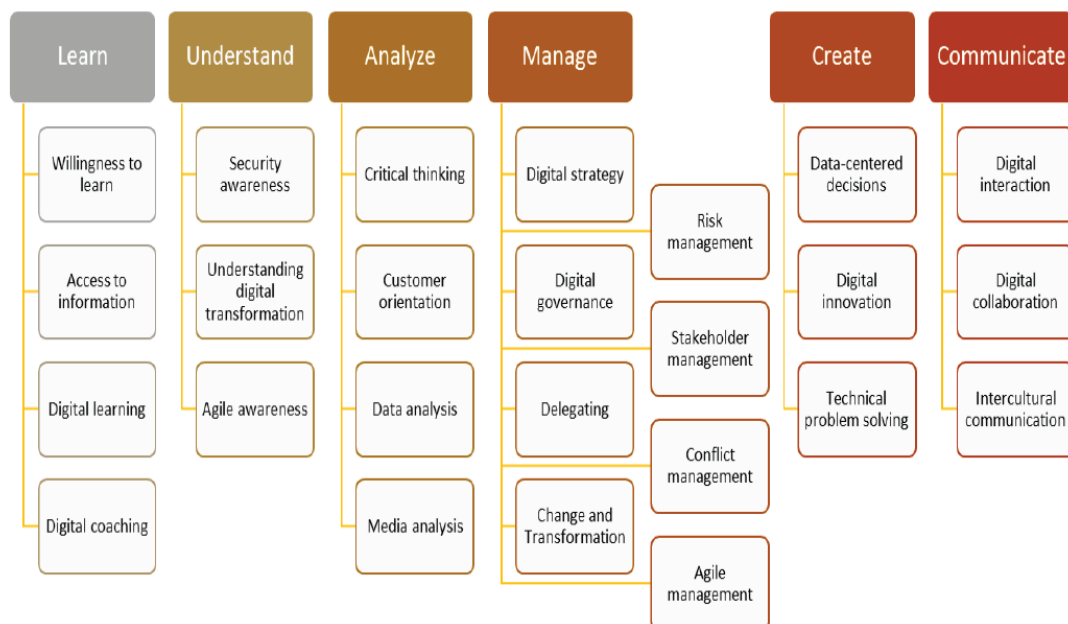 Learn
Willingness to
learn
Access to
information
Digital learning
Digital coaching
Understand
Security
awareness
Understanding
digital
transformation
Agile awareness
Analyze
Critical thinking
Customer
orientation
Data analysis
Media analysis
Manage
Digital strategy
Risk
management
Digital
governance
Stakeholder
management
Delegating
Conflict
management
Change and
Transformation
Agile
management
Create
Data-centered
decisions
Digital
innovation
Technical
problem solving
Communicate
Digital
interaction
Digital
collaboration
Intercultural
communication